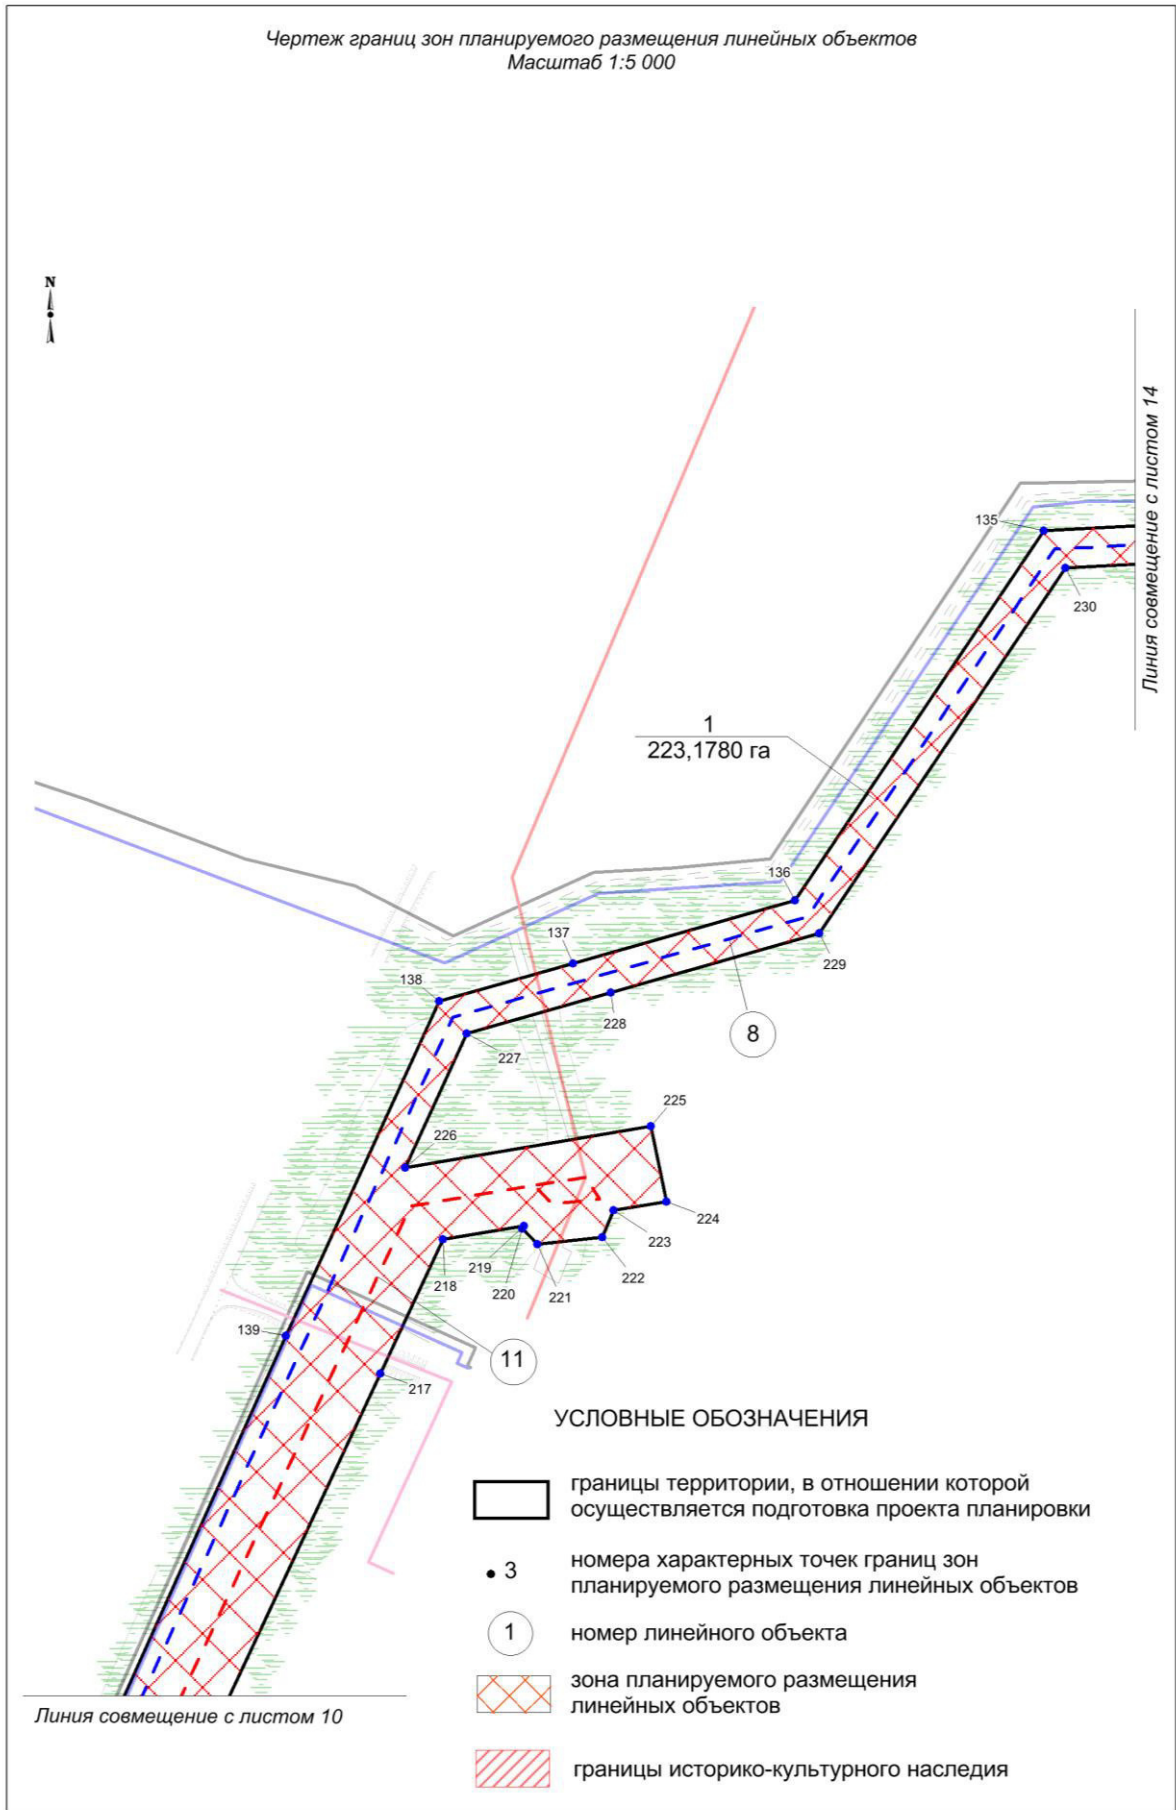 Чертеж границ зон планируемого размещения линейных объектов
Масштаб 1:5 000
N
Линия совмещение с листом 14
135
230
1
223,1780 га
136
137
229
138
228
8
227
225
226
224
223
218
219
222
220
221
139
11
217
УСЛОВНЫЕ ОБОЗНАЧЕНИЯ
границы территории, в отношении которой
осуществляется подготовка проекта планировки
3
номера характерных точек границ зон
планируемого размещения линейных объектов
1
номер линейного объекта
зона планируемого размещения
линейных объектов
Линия совмещение с листом 10
границы историко-культурного наследия